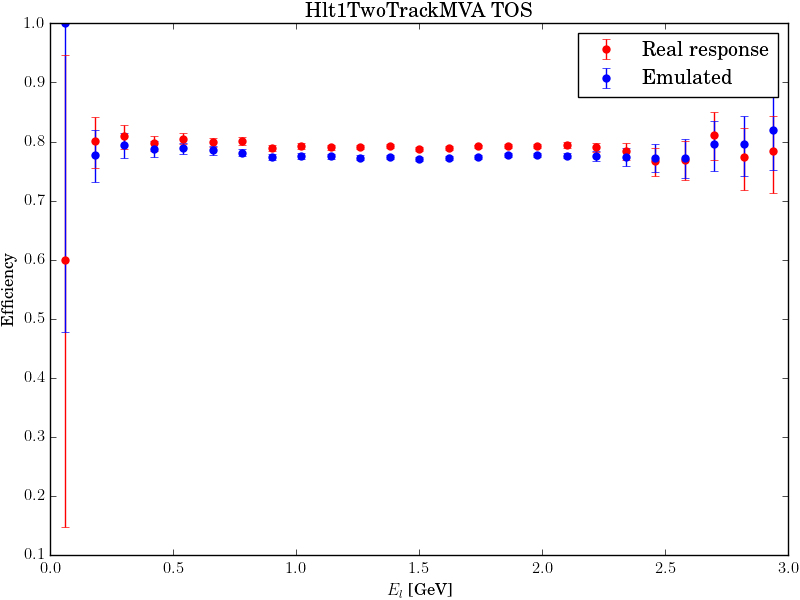 Hlt1TwoTrackMVA TOS
Real response
Emulated
Efficiency
1.0
0.9
0.8
0.7
0.6
0.5
0.4
0.3
0.2
0.1
0.0 0.5 1.0 1.5 2.0 2.5 3.0
E_l [GeV]